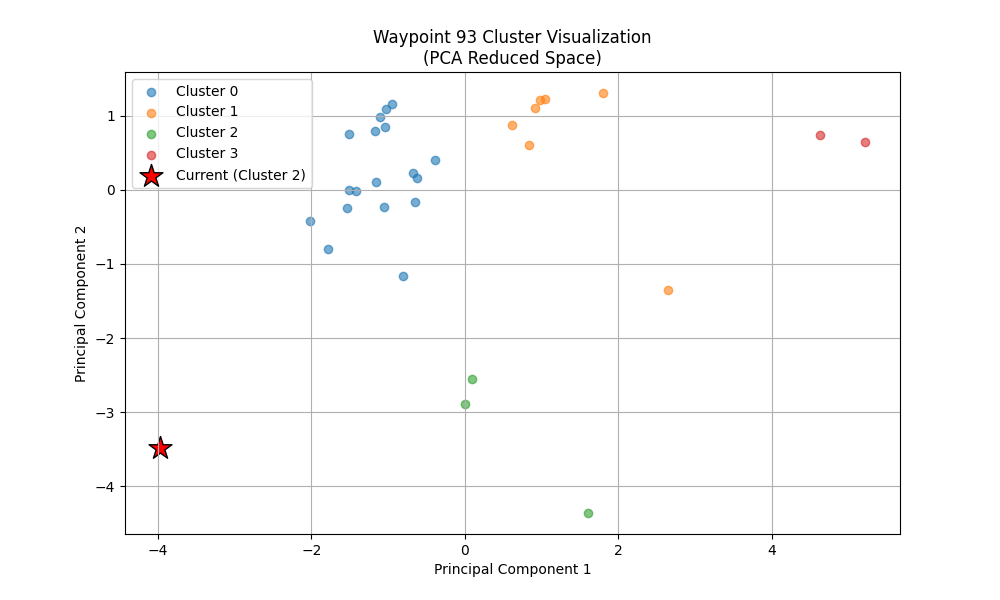 Waypoint 93 Cluster Visualization
(PCA Reduced Space)
Cluster 0
Cluster 1
Cluster 2
Cluster 3
Current (Cluster 2)
Principal Component 2
1
0
−1
−2
−3
−4
−4
−2
0
2
4
Principal Component 1